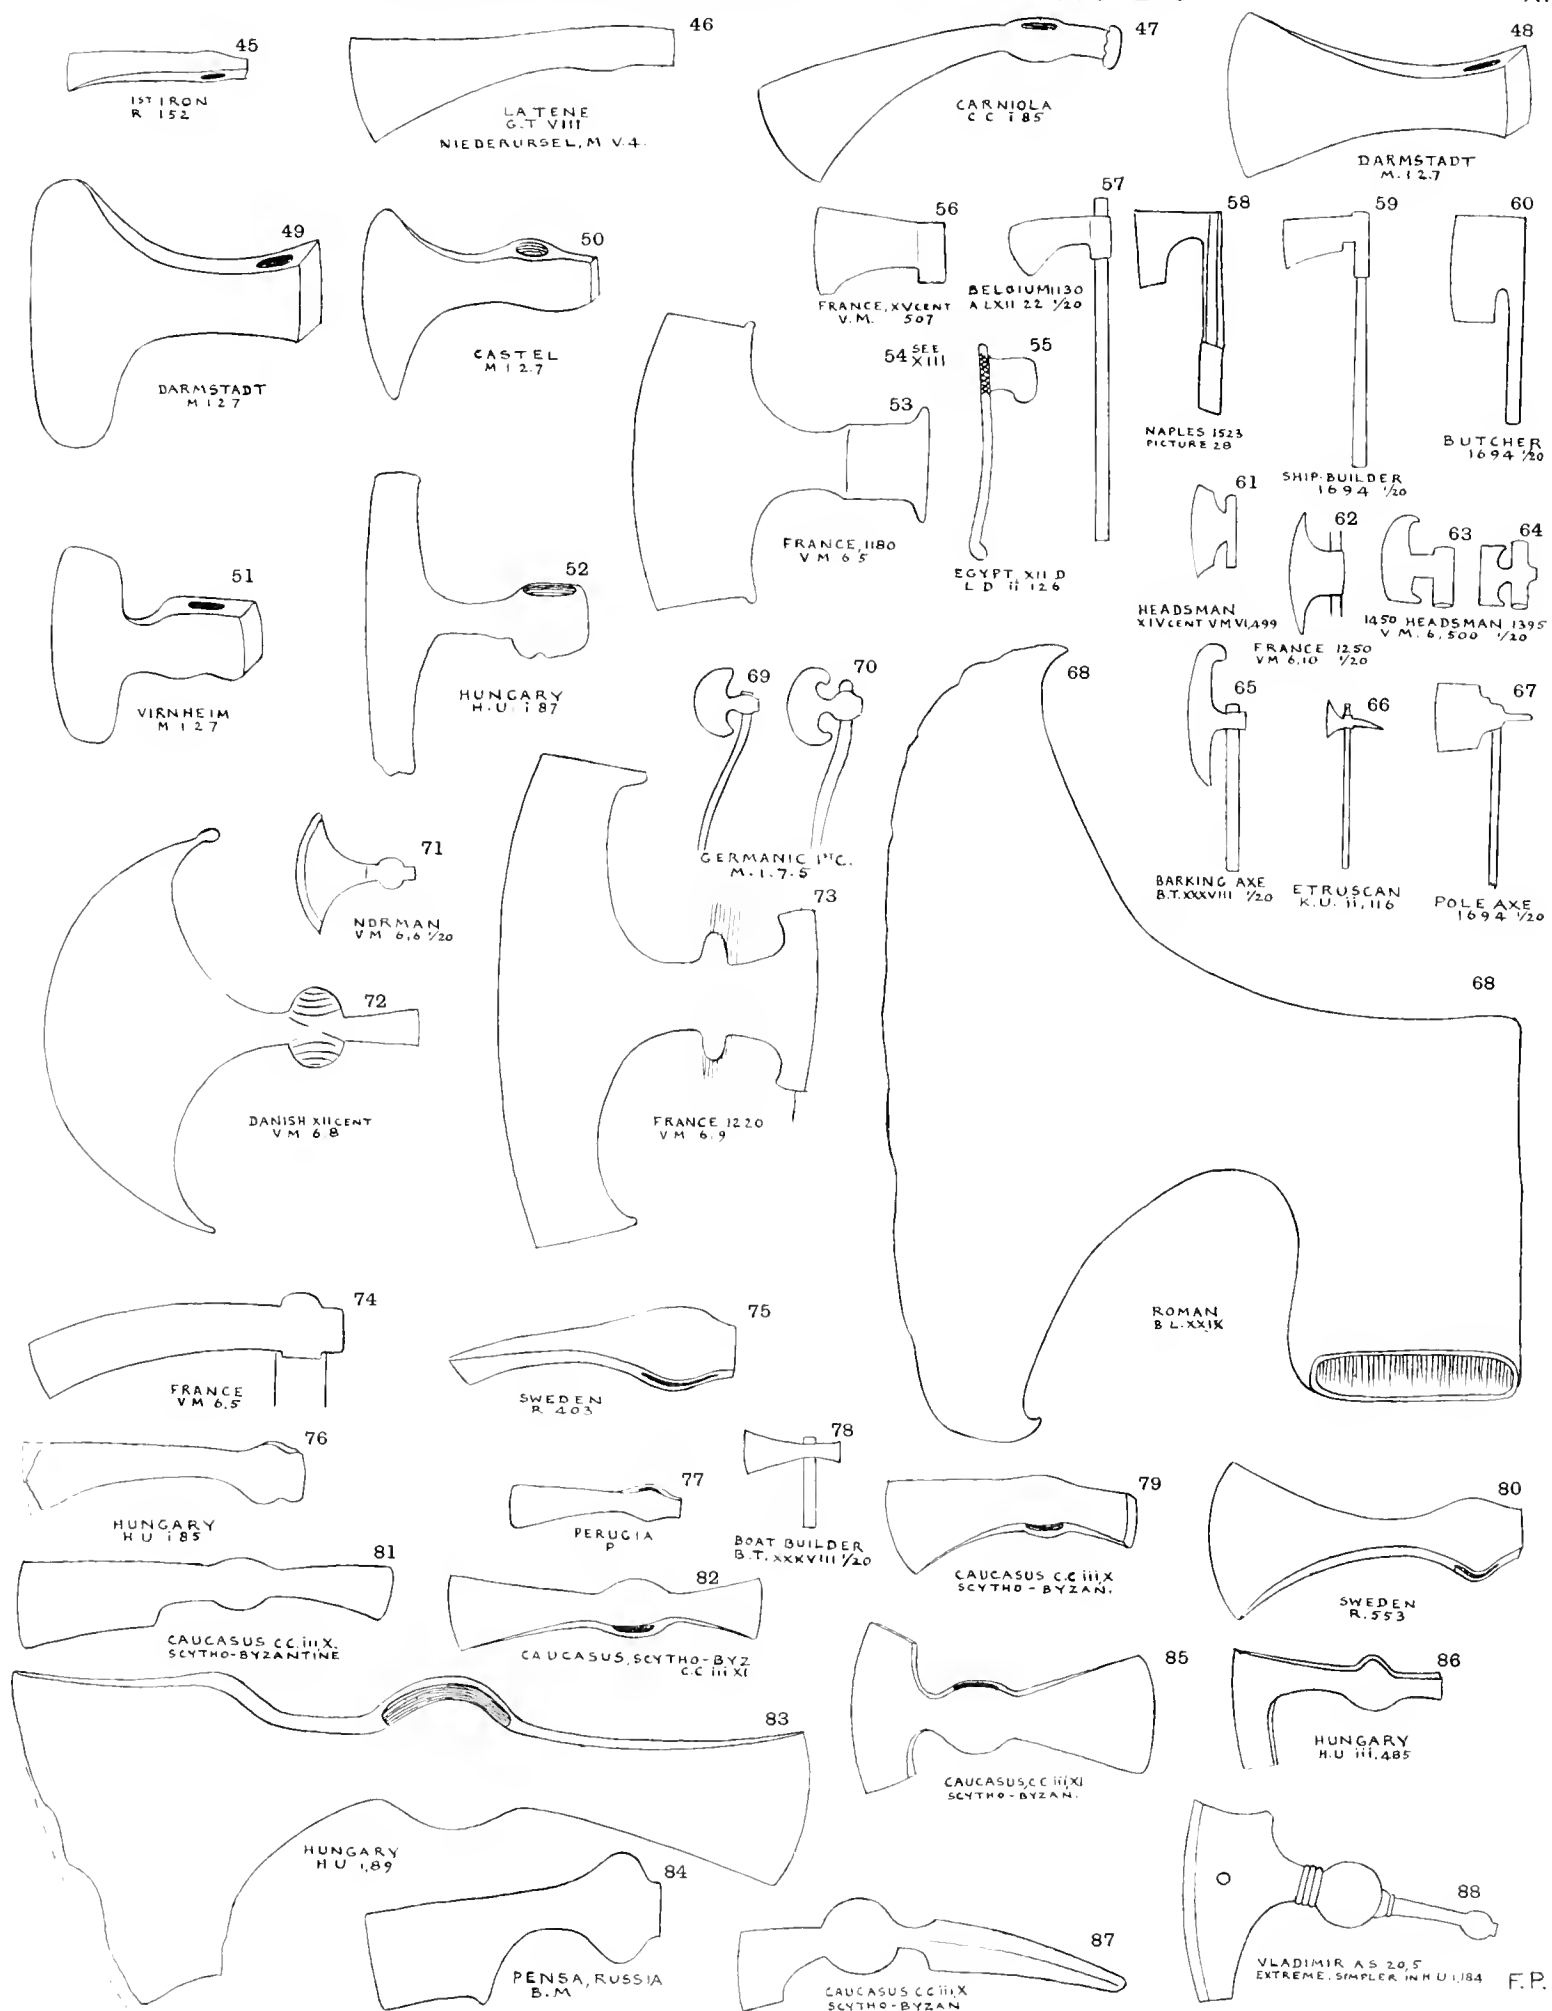 45
1ST IRON
R 152
46
LA TENE
G.T VIII
NIEDERURSEL, M V.4.
47
CARNIOLA
C C i 85
48
DARMSTADT
M. I 2.7
49
DARMSTADT
M I 2 7
50
CASTEL
M I 2.7
56
FRANCE, XV CENT
V.M. 507
57
BELGIUM 1130
A LXII 22 1/20
58
NAPLES 1523
PICTURE 28
59
SHIP-BUILDER
1694 1/20
60
BUTCHER
1694 1/20
54 SEE
XIII
55
EGYPT, XII D
L D ii 126
53
FRANCE, 1180
V M 6 5
51
VIRNHEIM
M I 2 7
52
HUNGARY
H.U. i 87
61
HEADSMAN
XIV CENT V M VI, 499
62
FRANCE 1250
VM 6.10 1/20
63
64
1450 HEADSMAN 1395
V. M. 6, 500 1/20
65
BARKING AXE
B.T. XXXVIII 1/20
66
ETRUSCAN
K.U. ii, 116
67
POLE AXE
1694 1/20
68
69
70
GERMANIC 1ST C.
M. I. 7. 5
71
NORMAN
V M 6,6 1/20
72
DANISH XII CENT
V M 6.8
73
FRANCE 1220
V M 6.9
68
ROMAN
B L. XXIX
74
FRANCE
V M 6.5
75
SWEDEN
R 403
76
HUNGARY
H U i 85
77
PERUGIA
P
78
BOAT BUILDER
B.T. XXXVIII 1/20
79
CAUCASUS C.C iii, X
SCYTHO-BYZAN.
80
SWEDEN
R. 553
81
CAUCASUS C C. iii X.
SCYTHO-BYZANTINE
82
CAUCASUS, SCYTHO-BYZ
C.C iii XI
83
HUNGARY
H U i, 89
84
PENSA, RUSSIA
B. M
85
CAUCASUS, C C iii, XI
SCYTHO-BYZAN.
86
HUNGARY
H.U iii. 485
87
CAUCASUS C C iii, X
SCYTHO-BYZAN
88
VLADIMIR A S 20, 5
EXTREME. SIMPLER IN H U i, 184
F.P.